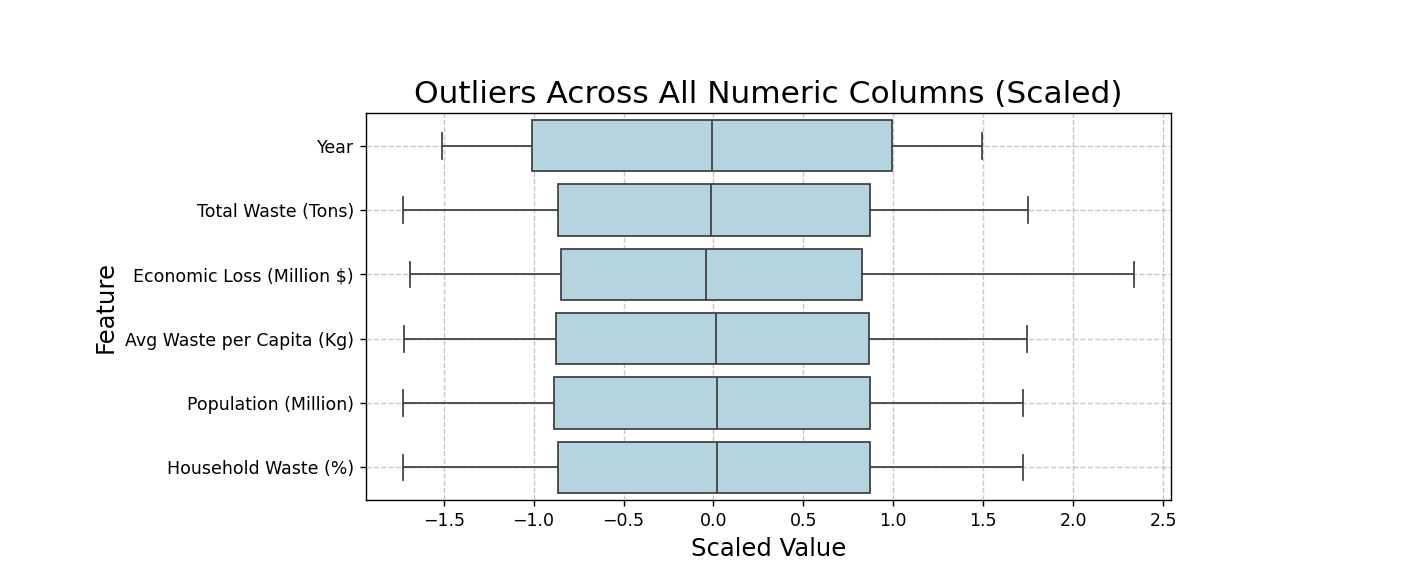 Outliers Across All Numeric Columns (Scaled)
Feature
Year
Total Waste (Tons)
Economic Loss (Million $)
Avg Waste per Capita (Kg)
Population (Million)
Household Waste (%)
−1.5 −1.0 −0.5 0.0 0.5 1.0 1.5 2.0 2.5
Scaled Value